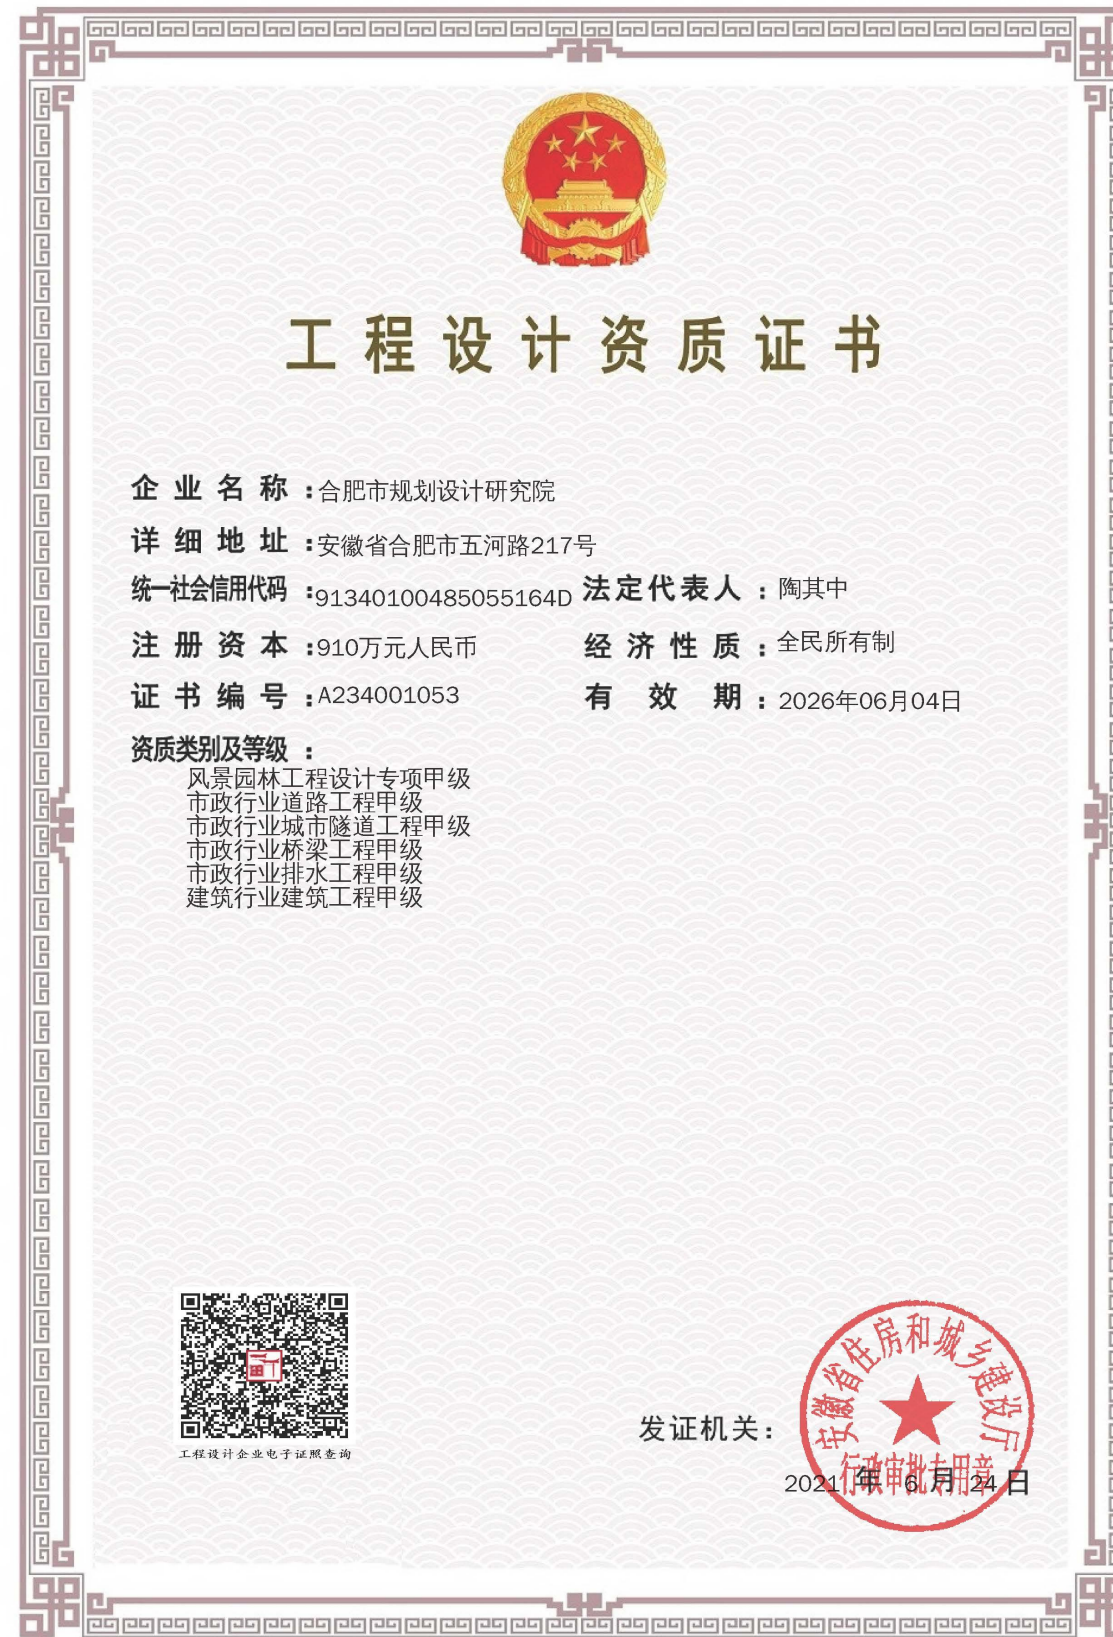 工程设计资质证书
企业名称：合肥市规划设计研究院
详细地址：安徽省合肥市五河路217号
统一社会信用代码：91340100485055164D 法定代表人：陶其中
注册资本：910万元人民币 经济性质：全民所有制
证书编号：A234001053 有效期：2026年06月04日
资质类别及等级：
风景园林工程设计专项甲级
市政行业道路工程甲级
市政行业城市隧道工程甲级
市政行业桥梁工程甲级
市政行业排水工程甲级
建筑行业建筑工程甲级
工程设计企业电子证照查询
发证机关：
安徽省住房和城乡建设厅
行政审批专用章
2021年6月24日